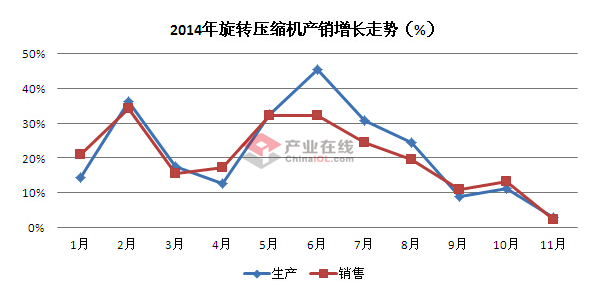 2014年旋转压缩机产销增长走势（%）
50%
40%
30%
20%
10%
0%
产业在线
ChinaIOL.com
1月 2月 3月 4月 5月 6月 7月 8月 9月 10月 11月
生产 销售